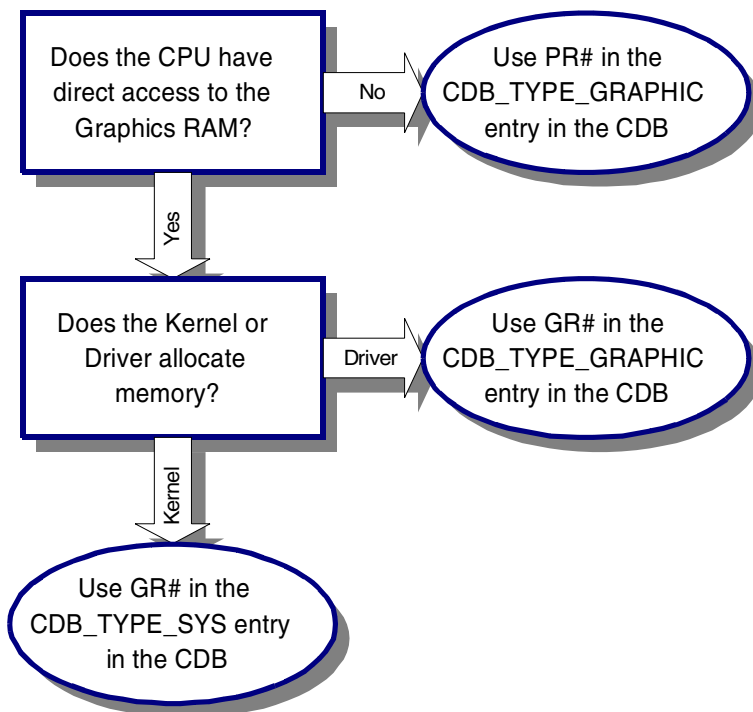 Does the CPU have
direct access to the
Graphics RAM?
No
Use PR# in the
CDB_TYPE_GRAPHIC
entry in the CDB
Yes
Does the Kernel or
Driver allocate
memory?
Driver
Use GR# in the
CDB_TYPE_GRAPHIC
entry in the CDB
Kernel
Use GR# in the
CDB_TYPE_SYS entry
in the CDB